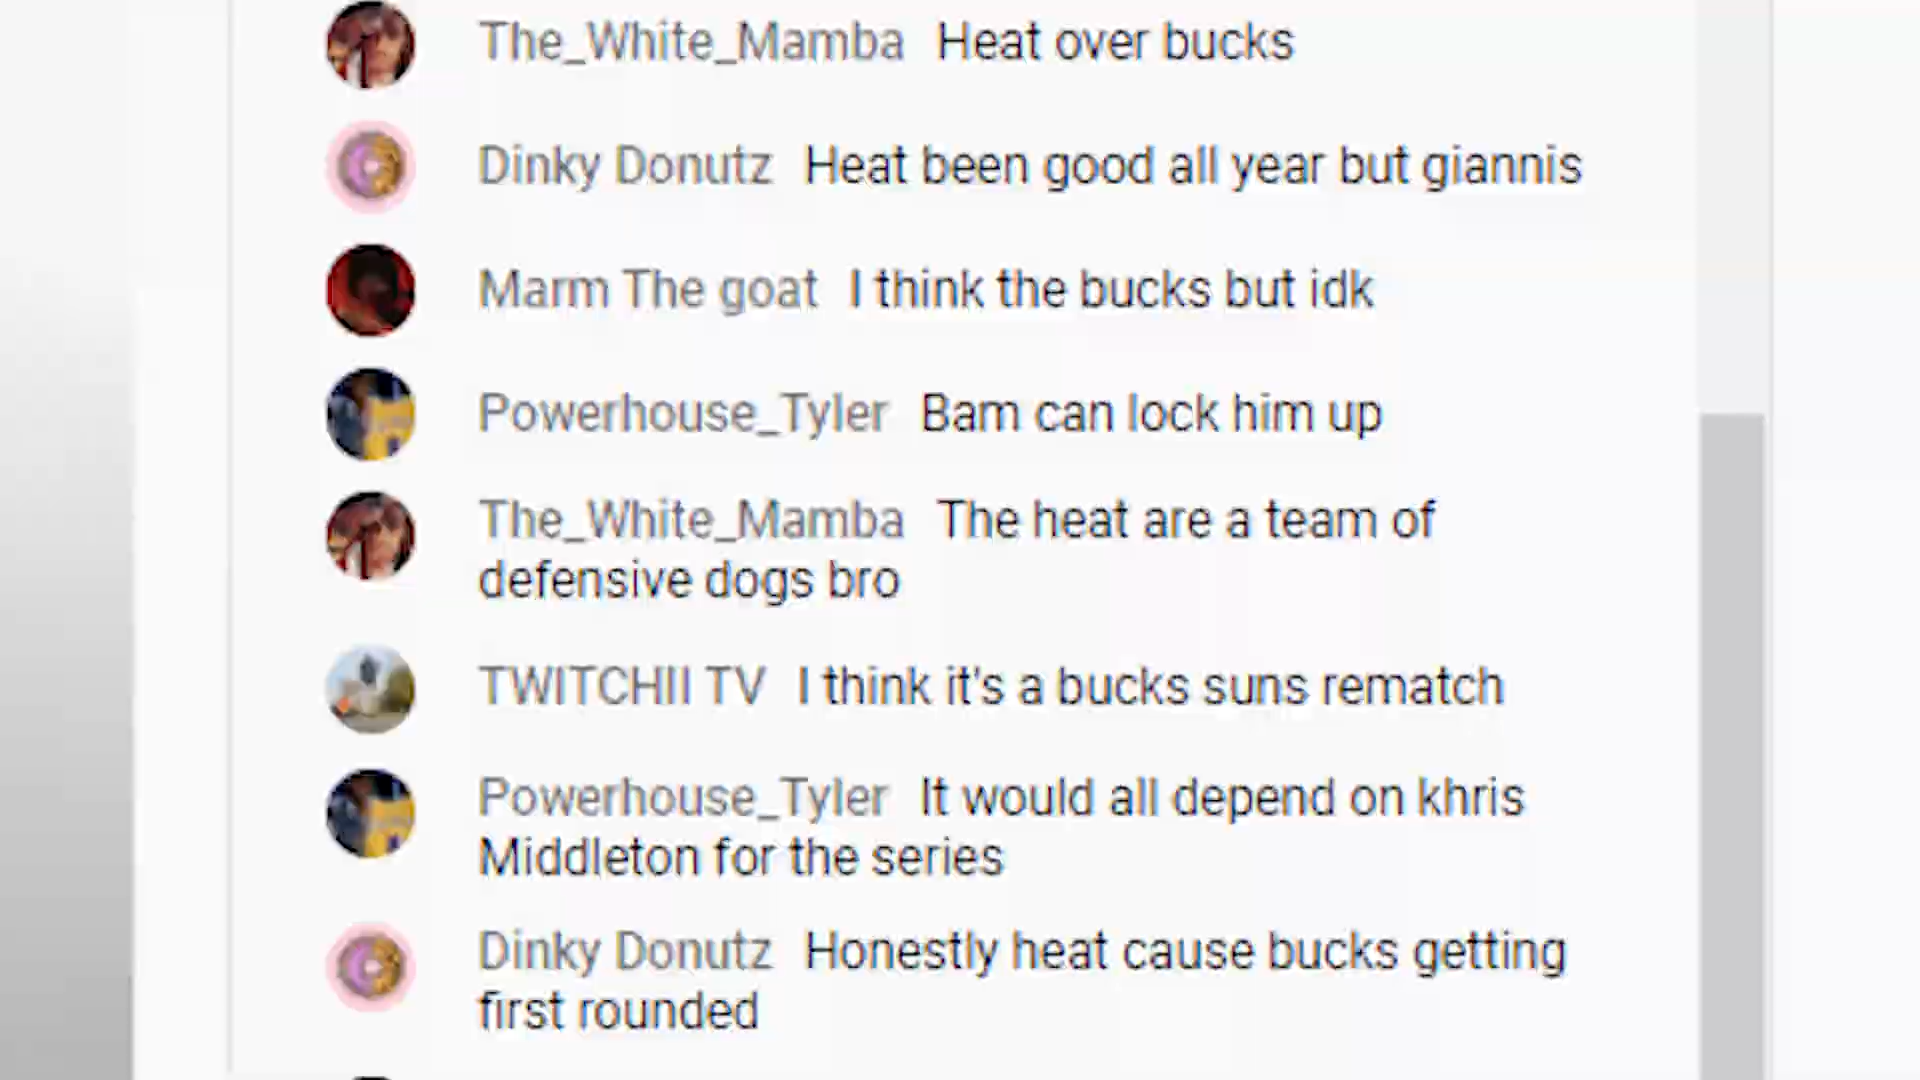 The_White_Mamba Heat over bucks
Dinky Donutz Heat been good all year but giannis
Marm The goat I think the bucks but idk
Powerhouse_Tyler Bam can lock him up
The_White_Mamba The heat are a team of
defensive dogs bro
TWITCHII TV I think it's a bucks suns rematch
Powerhouse_Tyler It would all depend on khris
Middleton for the series
Dinky Donutz Honestly heat cause bucks getting
first rounded